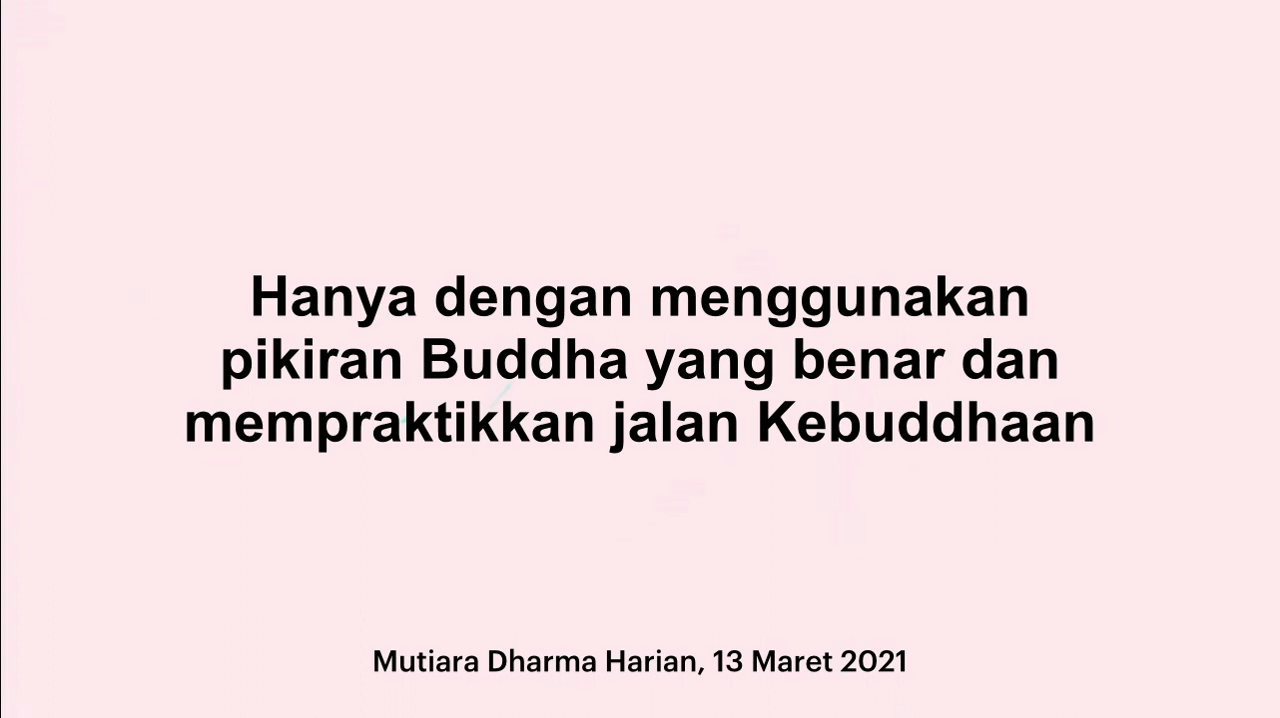 Hanya dengan menggunakan
pikiran Buddha yang benar dan
mempraktikkan jalan Kebuddhaan
Mutiara Dharma Harian, 13 Maret 2021